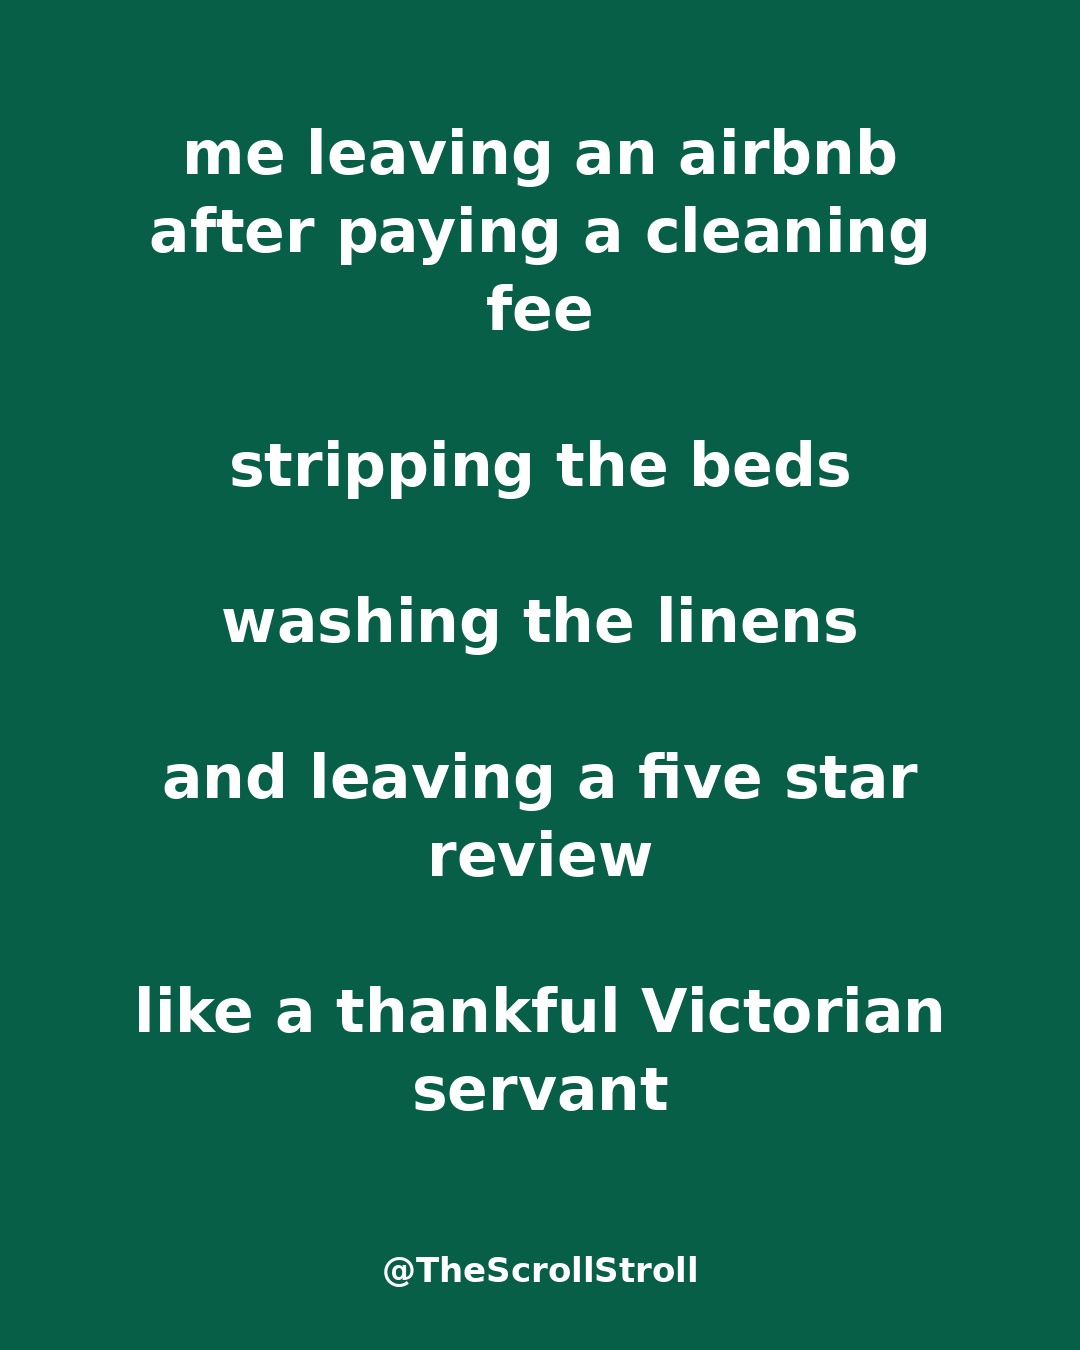 me leaving an airbnb
after paying a cleaning
fee
stripping the beds
washing the linens
and leaving a five star
review
like a thankful Victorian
servant
@TheScrollStroll